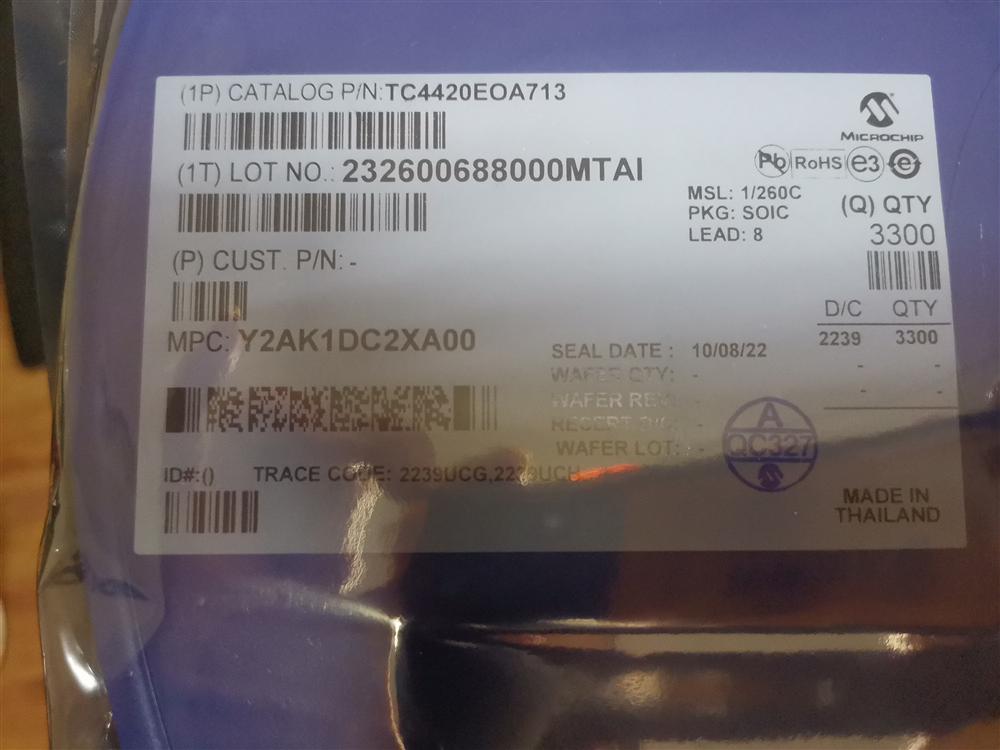 (1P) CATALOG P/N:TC4420EOA713
MICROCHIP
Pb RoHS e3 e
(1T) LOT NO.: 232600688000MTAI
MSL: 1/260C
PKG: SOIC
LEAD: 8
(Q) QTY
3300
(P) CUST. P/N: -
D/C QTY
2239 3300
- -
- -
MPC: Y2AK1DC2XA00
SEAL DATE : 10/08/22
WAFER QTY: -
WAFER
RECERT
WAFER LOT: -
A
QC327
ID#:() TRACE CODE: 2239UCG,2239UCH
MADE IN
THAILAND